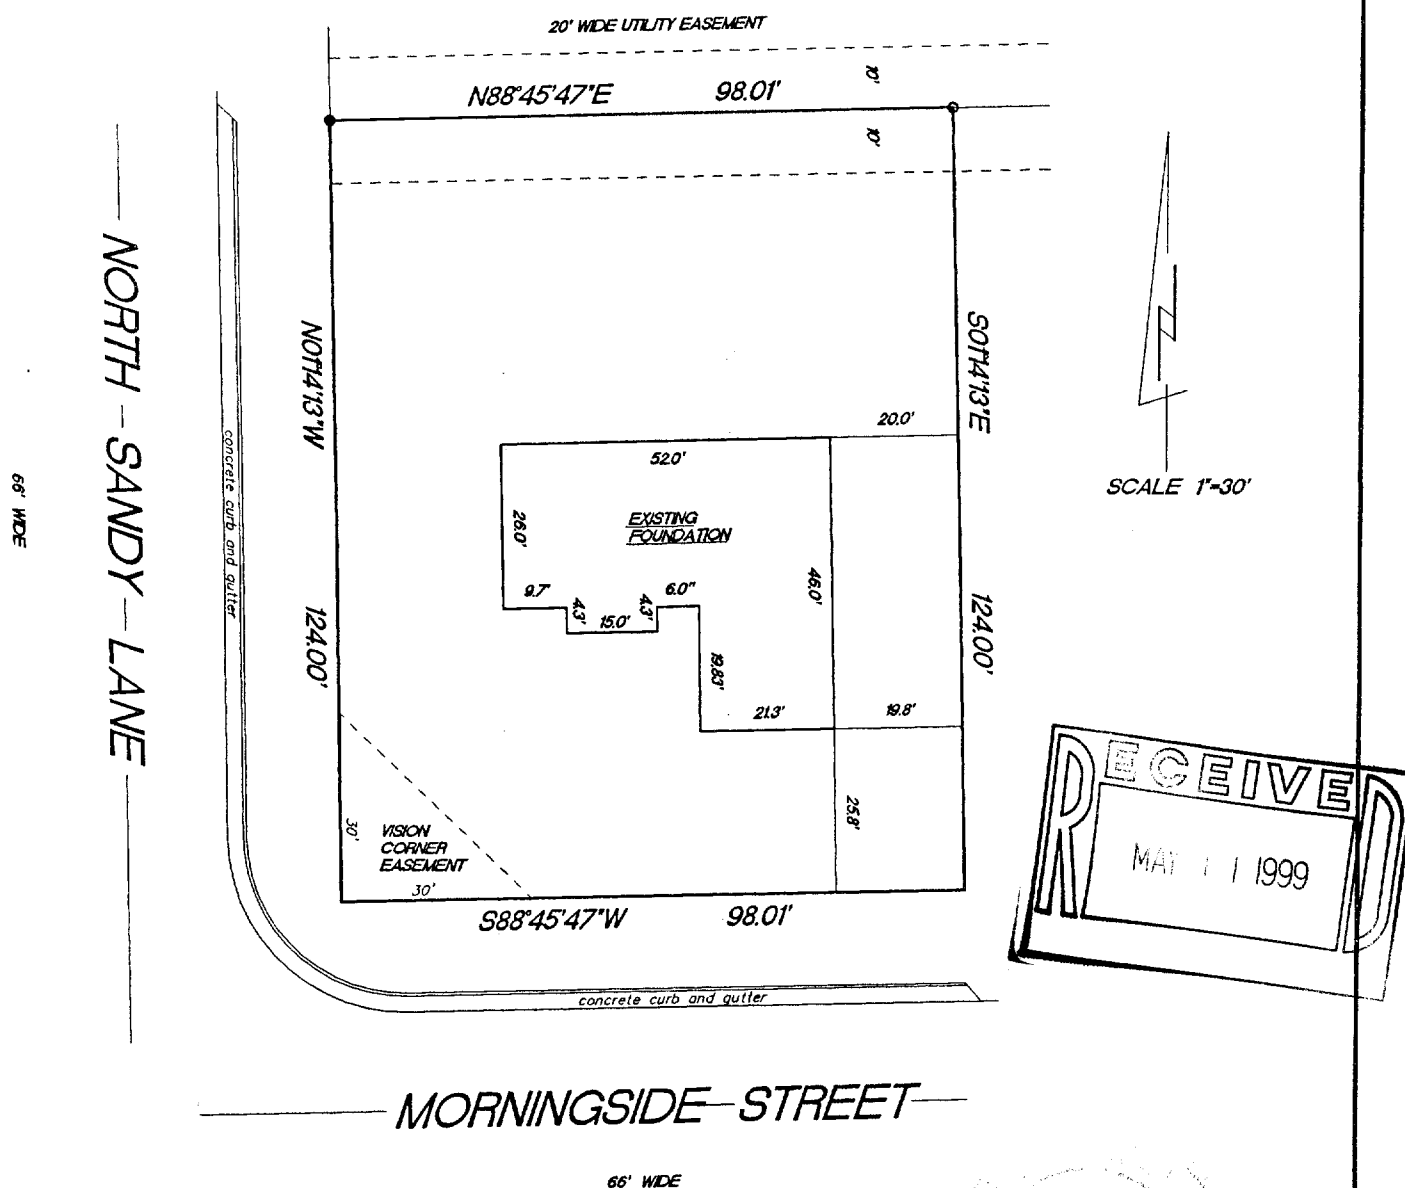 20' WIDE UTILITY EASEMENT
N88°45'47"E 98.01'
10'
10'
NORTH SANDY LANE
66' WIDE
concrete curb and gutter
N01°14'13"W
124.00'
S01°14'13"E
124.00'
SCALE 1"=30'
20.0'
52.0'
EXISTING
FOUNDATION
26.0'
46.0'
9.7'
4.3'
15.0'
4.3'
6.0"
19.83'
21.3'
19.8'
25.8'
30'
VISION
CORNER
EASEMENT
30'
S88°45'47"W 98.01'
concrete curb and gutter
RECEIVED
MAY 1 1 1999
MORNINGSIDE STREET
66' WIDE